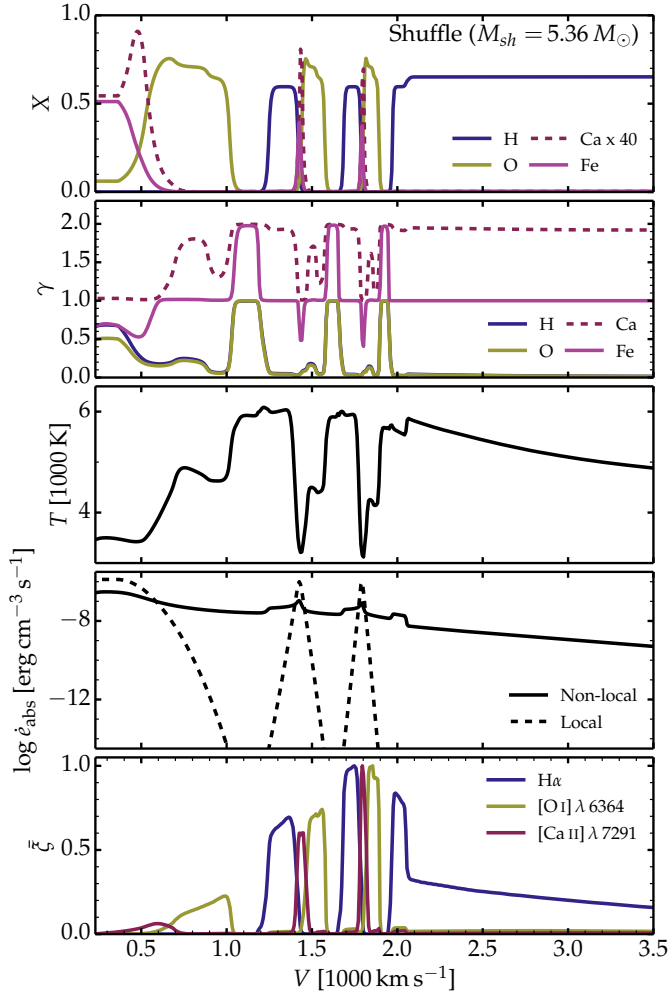 Shuffle (M_sh = 5.36 M_⊙)
1.0
0.5
0.0
X
H
Ca x 40
O
Fe
2.0
1.5
1.0
0.5
0.0
γ
H
Ca
O
Fe
6
4
T [1000 K]
−8
−12
log ė_abs [erg cm⁻³ s⁻¹]
Non-local
Local
1.0
0.5
0.0
ζ̄
Hα
[O I] λ 6364
[Ca II] λ 7291
0.5 1.0 1.5 2.0 2.5 3.0 3.5
V [1000 km s⁻¹]